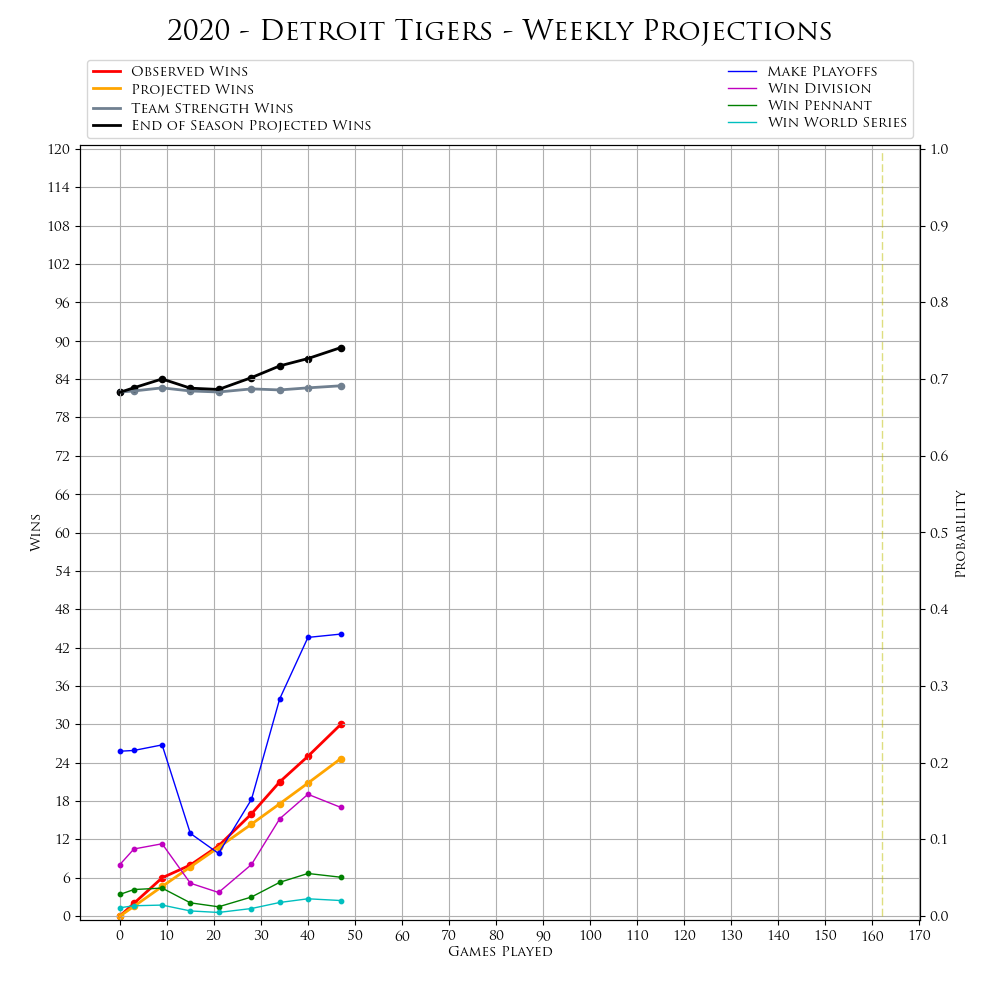 2020 - Detroit Tigers - Weekly Projections
Observed Wins
Projected Wins
Team Strength Wins
End of Season Projected Wins
Make Playoffs
Win Division
Win Pennant
Win World Series
120
114
108
102
96
90
84
78
72
66
60
54
48
42
36
30
24
18
12
6
0
Wins
1.0
0.9
0.8
0.7
0.6
0.5
0.4
0.3
0.2
0.1
0.0
Probability
0 10 20 30 40 50 60 70 80 90 100 110 120 130 140 150 160 170
Games Played